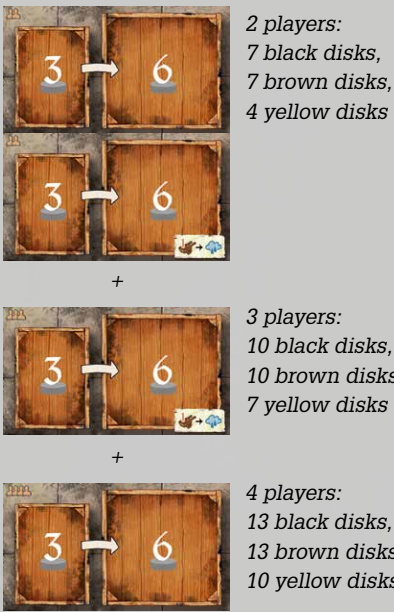 3 6
2 players:
7 black disks,
7 brown disks,
4 yellow disks
3 6
+
3 6
3 players:
10 black disks,
10 brown disks
7 yellow disks
+
3 6
4 players:
13 black disks,
13 brown disks
10 yellow disks